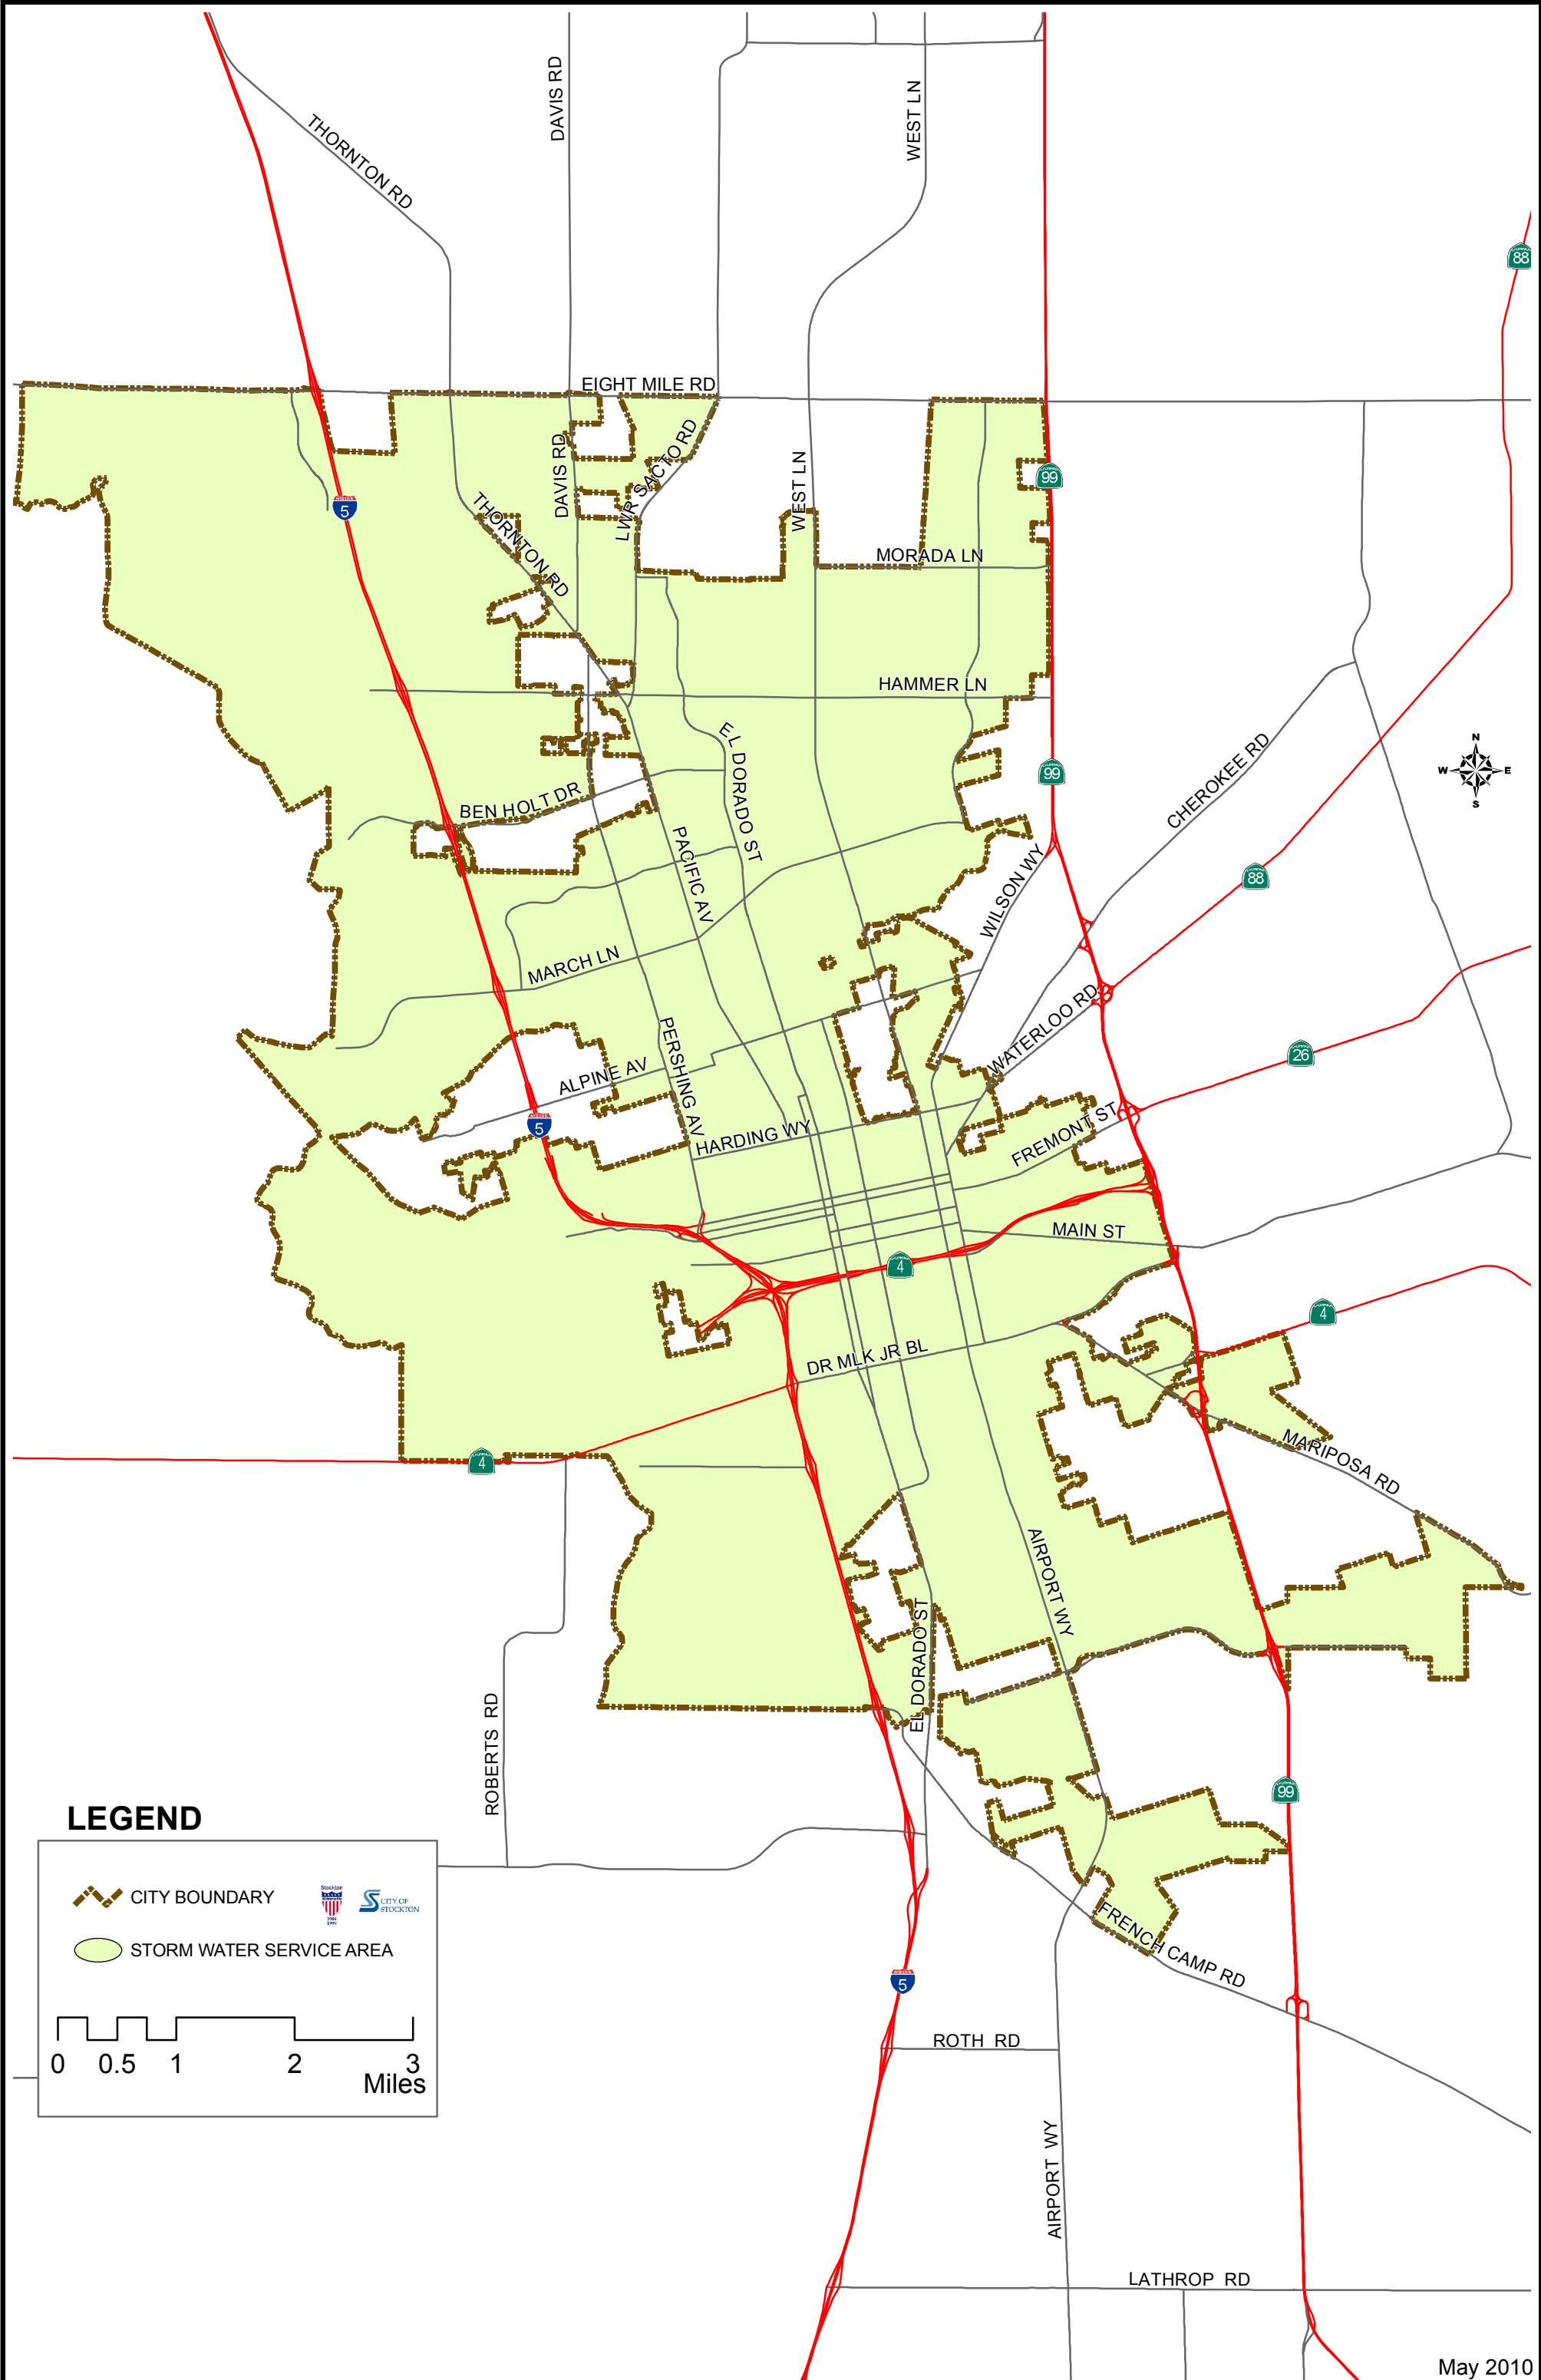 DAVIS RD
WEST LN
THORNTON RD
88
EIGHT MILE RD
DAVIS RD
LWR SACTO RD
WEST LN
99
5
THORNTON RD
MORADA LN
HAMMER LN
EL DORADO ST
99
CHEROKEE RD
N
W
E
S
BEN HOLT DR
PACIFIC AV
WILSON WY
88
MARCH LN
WATERLOO RD
26
PERSHING AV
ALPINE AV
5
HARDING WY
FREMONT ST
MAIN ST
4
4
DR MLK JR BL
4
MARIPOSA RD
AIRPORT WY
EL DORADO ST
ROBERTS RD
99
LEGEND
CITY BOUNDARY
Stockton
CITY OF
STOCKTON
STORM WATER SERVICE AREA
FRENCH CAMP RD
5
0 0.5 1 2 3
Miles
ROTH RD
AIRPORT WY
LATHROP RD
May 2010